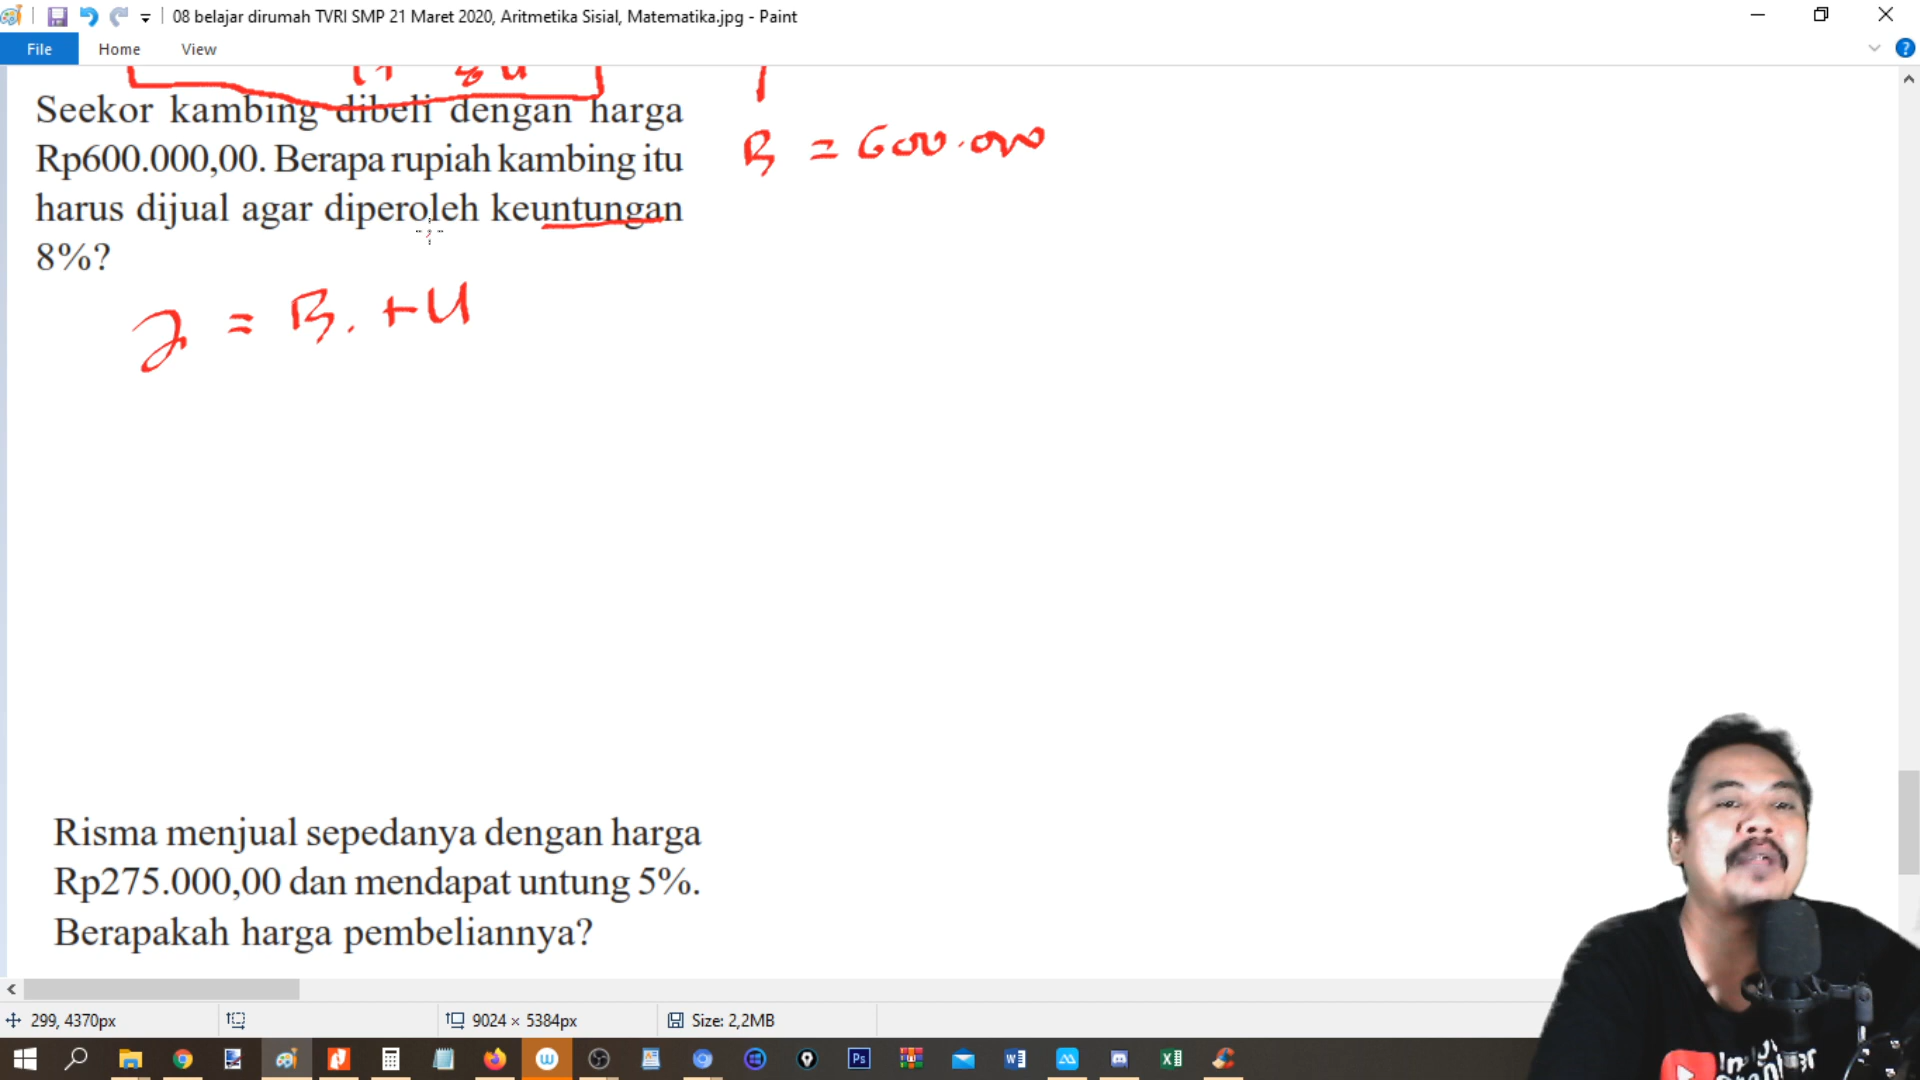 08 belajar dirumah TVRI SMP 21 Maret 2020, Aritmetika Sisial, Matematika.jpg - Paint
File Home View
Seekor kambing dibeli dengan harga
Rp600.000,00. Berapa rupiah kambing itu
harus dijual agar diperoleh keuntungan
8%?
B = 600.000
J = B. + U
Risma menjual sepedanya dengan harga
Rp275.000,00 dan mendapat untung 5%.
Berapakah harga pembeliannya?
299, 4370px
9024 × 5384px
Size: 2,2MB